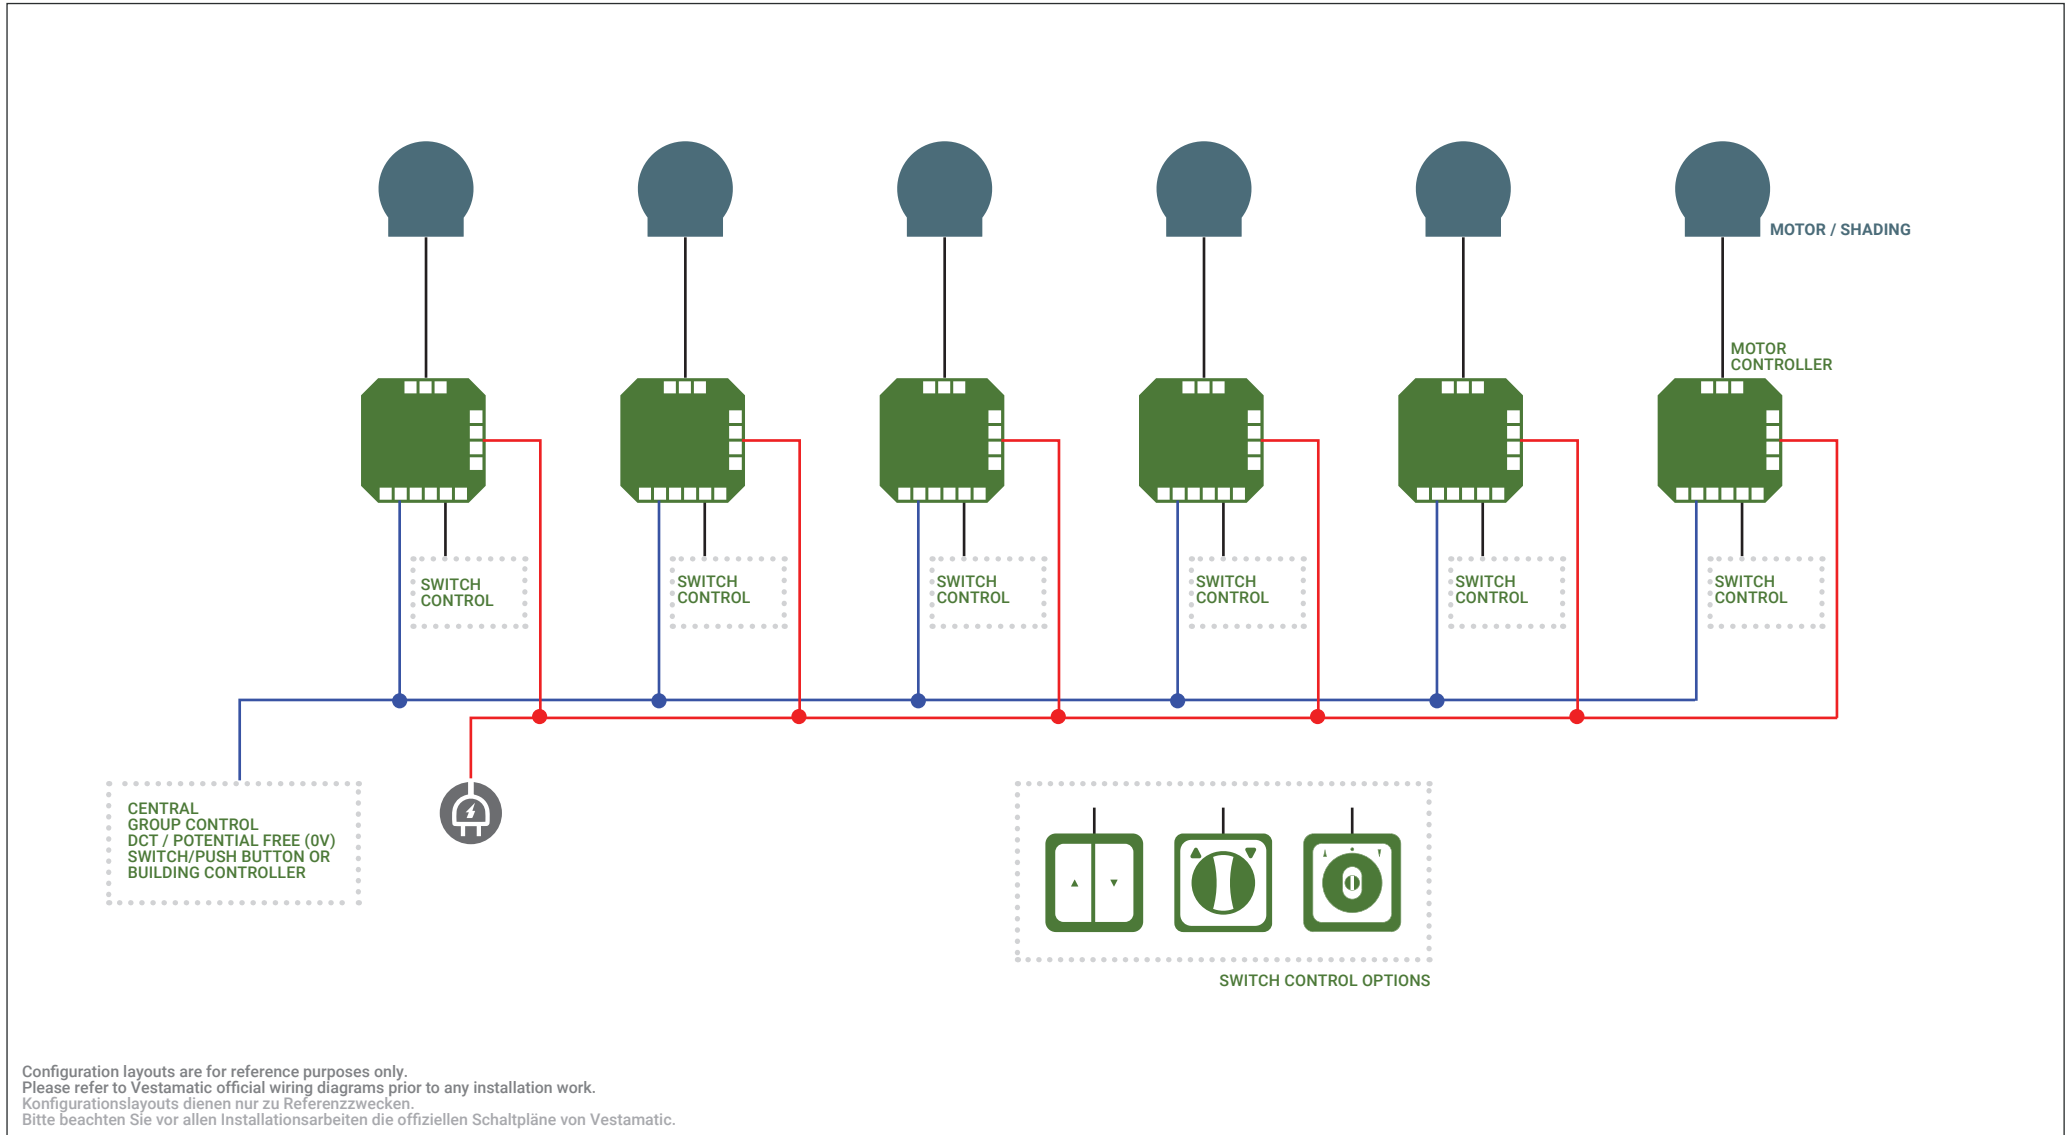 MOTOR / SHADING
MOTOR
CONTROLLER
SWITCH
CONTROL
SWITCH
CONTROL
SWITCH
CONTROL
SWITCH
CONTROL
SWITCH
CONTROL
SWITCH
CONTROL
CENTRAL
GROUP CONTROL
DCT / POTENTIAL FREE (0V)
SWITCH/PUSH BUTTON OR
BUILDING CONTROLLER
SWITCH CONTROL OPTIONS
Configuration layouts are for reference purposes only.
Please refer to Vestamatic official wiring diagrams prior to any installation work.
Konfigurationslayouts dienen nur zu Referenzzwecken.
Bitte beachten Sie vor allen Installationsarbeiten die offiziellen Schaltpläne von Vestamatic.